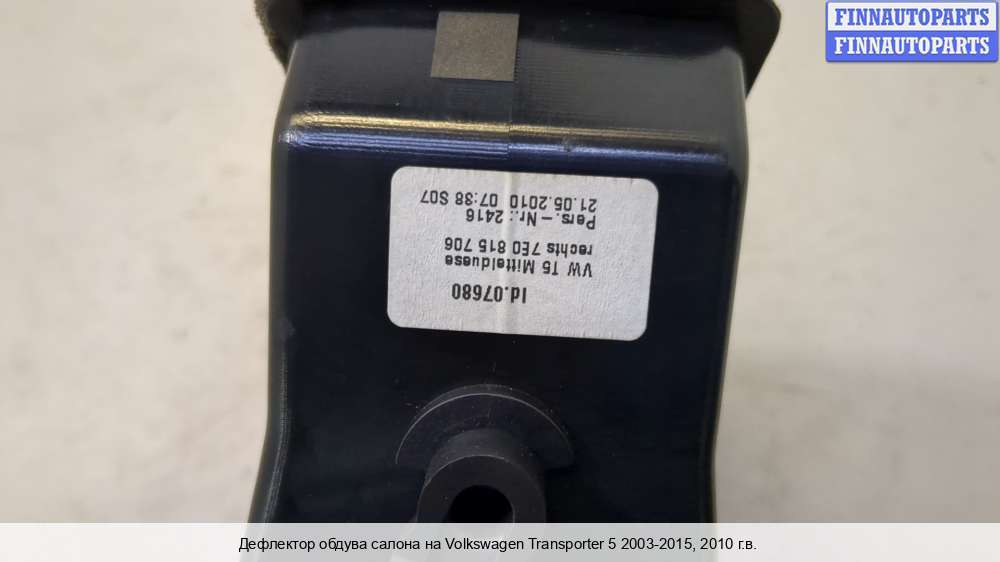 FINNAUTOPARTS
FINNAUTOPARTS
Id.07680
VW T5 Mittelduese
rechts 7E0 815 706
Pers.-Nr.: 2416
21.05.2010 07:38 S07
Дефлектор обдува салона на Volkswagen Transporter 5 2003-2015, 2010 г.в.